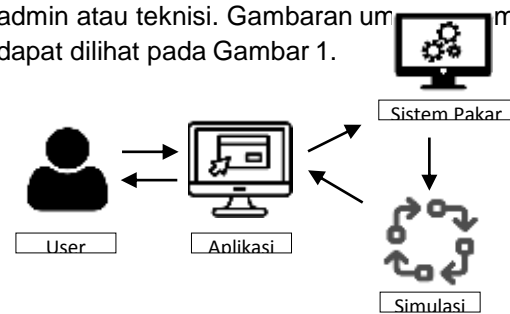 admin atau teknisi. Gambaran um
dapat dilihat pada Gambar 1.
Sistem Pakar
User
Aplikasi
Simulasi